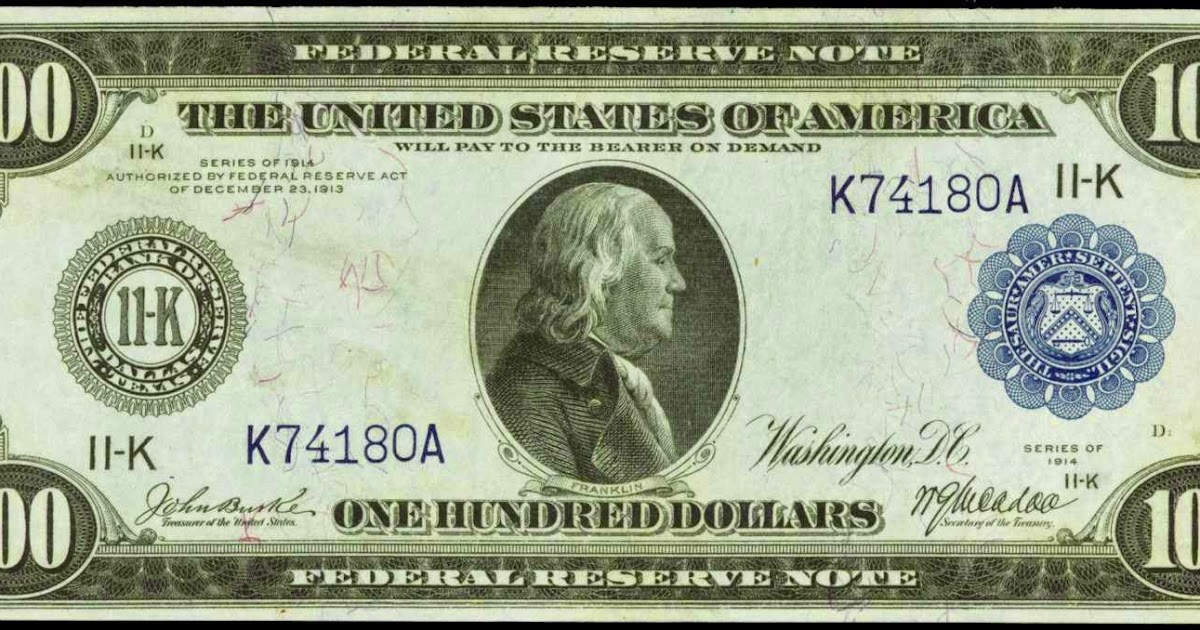 FEDERAL RESERVE NOTE
00
10
THE UNITED STATES OF AMERICA
WILL PAY TO THE BEARER ON DEMAND
D
11-K
SERIES OF 1914
AUTHORIZED BY FEDERAL RESERVE ACT
OF DECEMBER 23, 1913
K74180A
11-K
FEDERAL RESERVE
BANK OF
11-K
DALLAS
TEXAS
THESAUR. AMER. SEPTENT. SIGIL.
11-K
K74180A
Washington, D.C.
SERIES OF
1914
D
11-K
FRANKLIN
John Burke
Treasurer of the United States.
ONE HUNDRED DOLLARS
W G McAdoo
Secretary of the Treasury.
00
10
FEDERAL RESERVE NOTE